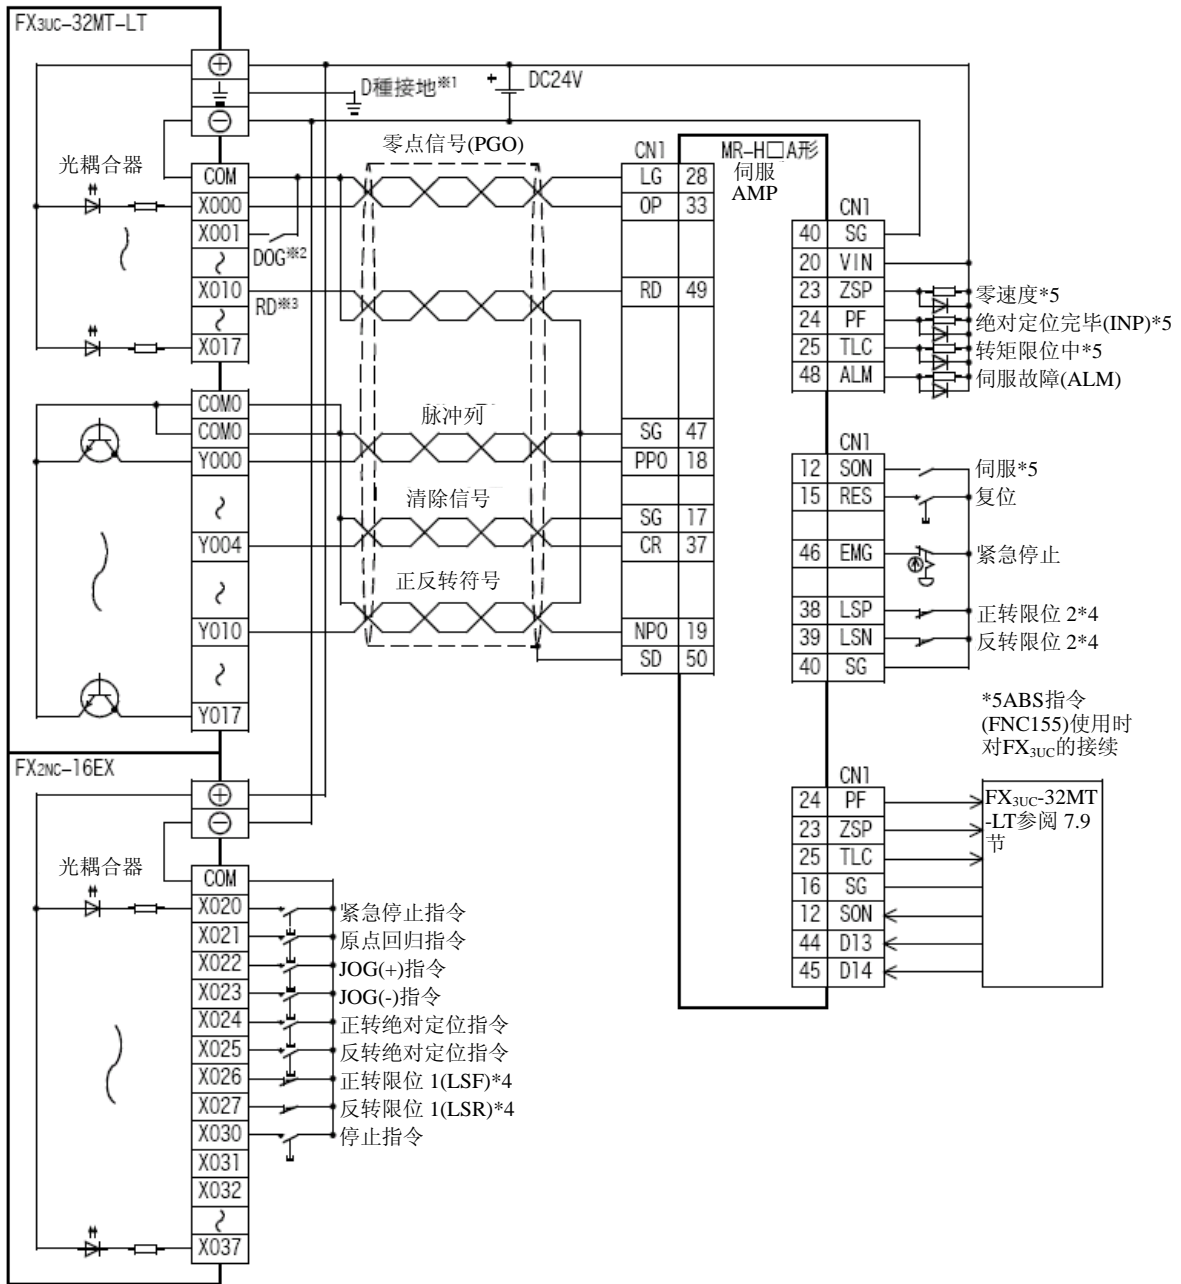 FX3UC-32MT-LT
D種接地※1
DC24V
零点信号(PGO)
光耦合器
COM
X000
X001
X010
X017
DOG※2
RD※3
COM0
COM0
Y000
Y004
Y010
Y017
脉冲列
清除信号
正反转符号
CN1
LG 28
OP 33
RD 49
SG 47
PP0 18
SG 17
CR 37
NP0 19
SD 50
MR-H□A形
伺服
AMP
CN1
40 SG
20 VIN
23 ZSP 零速度*5
24 PF 绝对定位完毕(INP)*5
25 TLC 转矩限位中*5
48 ALM 伺服故障(ALM)
CN1
12 SON 伺服*5
15 RES 复位
46 EMG 紧急停止
38 LSP 正转限位 2*4
39 LSN 反转限位 2*4
40 SG
*5ABS指令
(FNC155)使用时
对FX3UC的接续
CN1
24 PF
23 ZSP
25 TLC
16 SG
12 SON
44 D13
45 D14
FX3UC-32MT
-LT参阅 7.9
节
FX2NC-16EX
光耦合器
COM
X020 紧急停止指令
X021 原点回归指令
X022 JOG(+)指令
X023 JOG(-)指令
X024 正转绝对定位指令
X025 反转绝对定位指令
X026 正转限位 1(LSF)*4
X027 反转限位 1(LSR)*4
X030 停止指令
X031
X032
X037